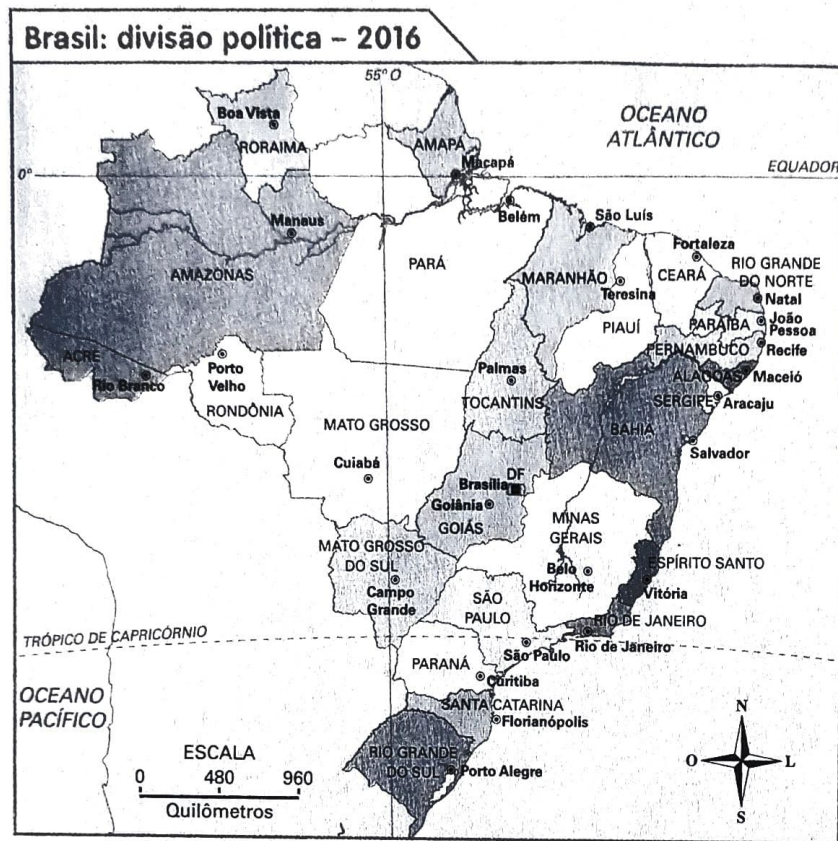 Brasil: divisão política – 2016
55° O
OCEANO
ATLÂNTICO
Boa Vista
RORAIMA
AMAPÁ
Macapá
EQUADOR
0°
Belém
São Luís
Manaus
Fortaleza
AMAZONAS
PARÁ
MARANHÃO
CEARÁ
RIO GRANDE
DO NORTE
Teresina
Natal
PIAUÍ
PARAÍBA
João
Pessoa
PERNAMBUCO
Recife
ACRE
Rio Branco
Porto
Velho
RONDÔNIA
Palmas
TOCANTINS
ALAGOAS
Maceió
SERGIPE
Aracaju
MATO GROSSO
BAHIA
Salvador
Cuiabá
DF
Brasília
Goiânia
GOIÁS
MINAS
GERAIS
MATO GROSSO
DO SUL
Campo
Grande
Belo
Horizonte
ESPÍRITO SANTO
Vitória
SÃO
PAULO
RIO DE JANEIRO
Rio de Janeiro
TRÓPICO DE CAPRICÓRNIO
São Paulo
PARANÁ
Curitiba
OCEANO
PACÍFICO
SANTA CATARINA
Florianópolis
RIO GRANDE
DO SUL
Porto Alegre
ESCALA
0 480 960
Quilômetros
N
O L
S